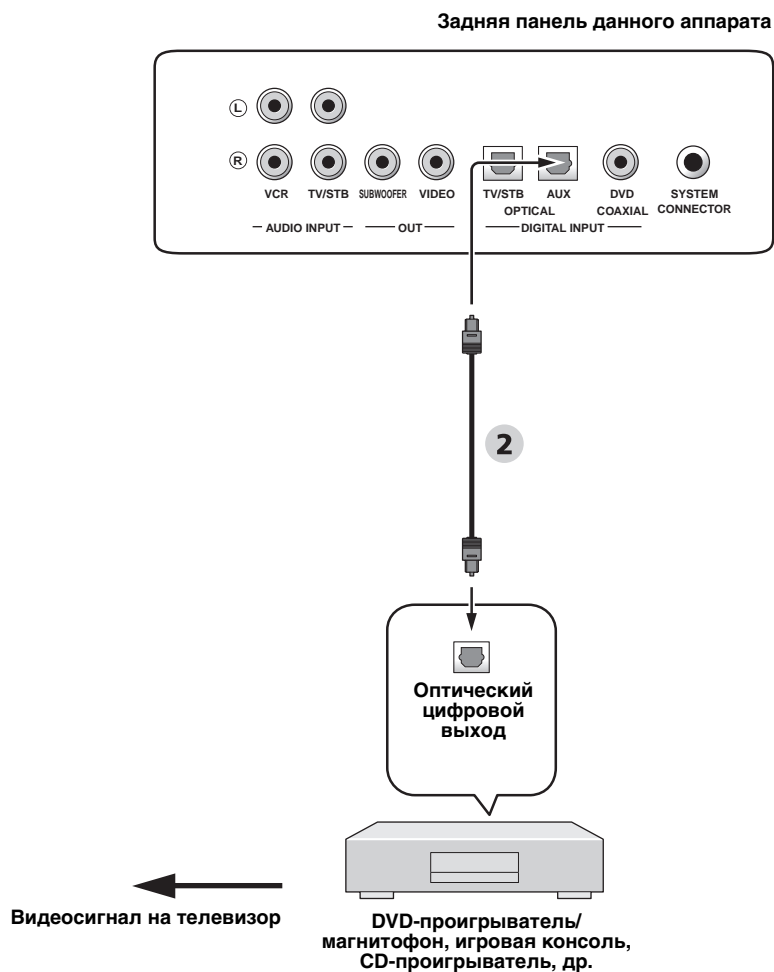 Задняя панель данного аппарата
L
R
VCR TV/STB SUBWOOFER VIDEO TV/STB AUX DVD SYSTEM
OPTICAL COAXIAL CONNECTOR
AUDIO INPUT OUT DIGITAL INPUT
2
Оптический
цифровой
выход
Видеосигнал на телевизор
DVD-проигрыватель/
магнитофон, игровая консоль,
CD-проигрыватель, др.